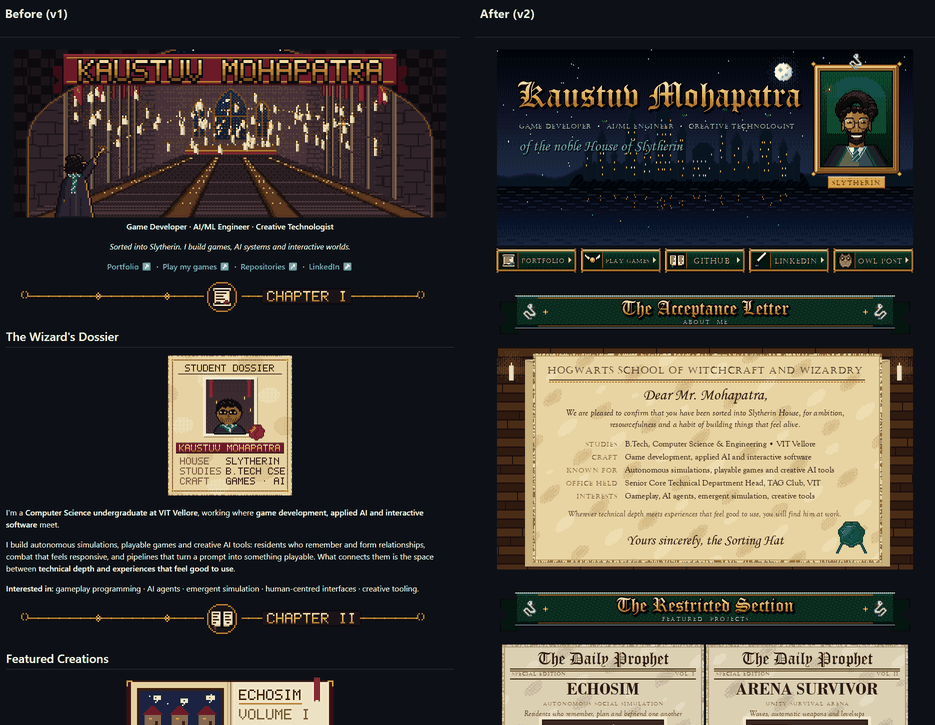 Before (v1)
KAUSTUV MOHAPATRA
Game Developer · AI/ML Engineer · Creative Technologist
Sorted into Slytherin. I build games, AI systems and interactive worlds.
Portfolio · Play my games · Repositories · LinkedIn
CHAPTER I
The Wizard's Dossier
STUDENT DOSSIER
KAUSTUV MOHAPATRA
HOUSE SLYTHERIN
STUDIES B.TECH CSE
CRAFT GAMES · AI
I'm a Computer Science undergraduate at VIT Vellore, working where game development, applied AI and interactive
software meet.
I build autonomous simulations, playable games and creative AI tools: residents who remember and form relationships,
combat that feels responsive, and pipelines that turn a prompt into something playable. What connects them is the space
between technical depth and experiences that feel good to use.
Interested in: gameplay programming · AI agents · emergent simulation · human-centred interfaces · creative tooling.
CHAPTER II
Featured Creations
ECHOSIM
VOLUME I
After (v2)
Kaustuv Mohapatra
GAME DEVELOPER • AI/ML ENGINEER • CREATIVE TECHNOLOGIST
of the noble House of Slytherin
SLYTHERIN
PORTFOLIO
PLAY GAMES
GITHUB
LINKEDIN
OWL POST
The Acceptance Letter
ABOUT ME
HOGWARTS SCHOOL OF WITCHCRAFT AND WIZARDRY
Dear Mr. Mohapatra,
We are pleased to confirm that you have been sorted into Slytherin House, for ambition,
resourcefulness and a habit of building things that feel alive.
STUDIES B.Tech, Computer Science & Engineering • VIT Vellore
CRAFT Game development, applied AI and interactive software
KNOWN FOR Autonomous simulations, playable games and creative AI tools
OFFICE HELD Senior Core Technical Department Head, TAG Club, VIT
INTERESTS Gameplay, AI agents, emergent simulation, creative tools
Wherever technical depth meets experiences that feel good to use, you will find him at work.
Yours sincerely, the Sorting Hat
The Restricted Section
FEATURED PROJECTS
The Daily Prophet
SPECIAL EDITION VOL. I
ECHOSIM
AUTONOMOUS SOCIAL SIMULATION
Residents who remember, plan and befriend one another
The Daily Prophet
SPECIAL EDITION VOL. II
ARENA SURVIVOR
UNITY SURVIVAL ARENA
Waves, automatic weapons and levelups